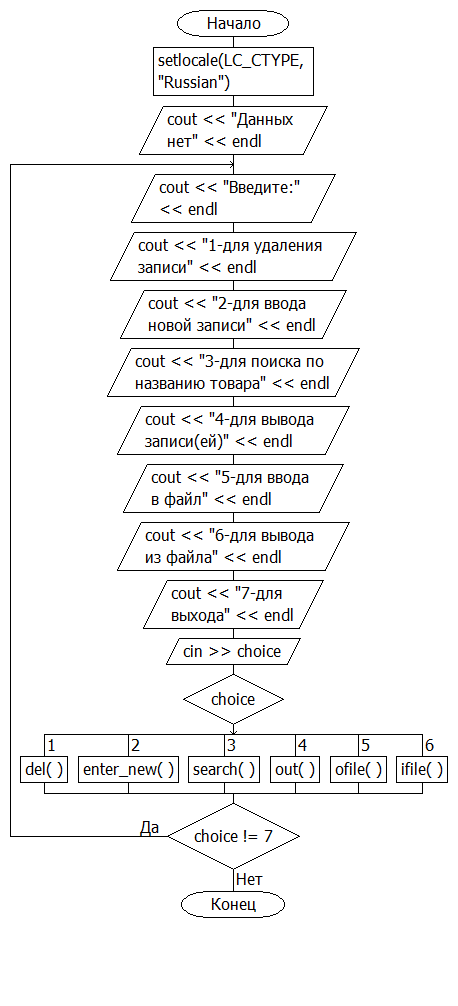 Начало
setlocale(LC_CTYPE,
"Russian")
cout << "Данных
нет" << endl
cout << "Введите:"
<< endl
cout << "1-для удаления
записи" << endl
cout << "2-для ввода
новой записи" << endl
cout << "3-для поиска по
названию товара" << endl
cout << "4-для вывода
записи(ей)" << endl
cout << "5-для ввода
в файл" << endl
cout << "6-для вывода
из файла" << endl
cout << "7-для
выхода" << endl
cin >> choice
choice
1 2 3 4 5 6
del( ) enter_new( ) search( ) out( ) ofile( ) ifile( )
Да
choice != 7
Нет
Конец